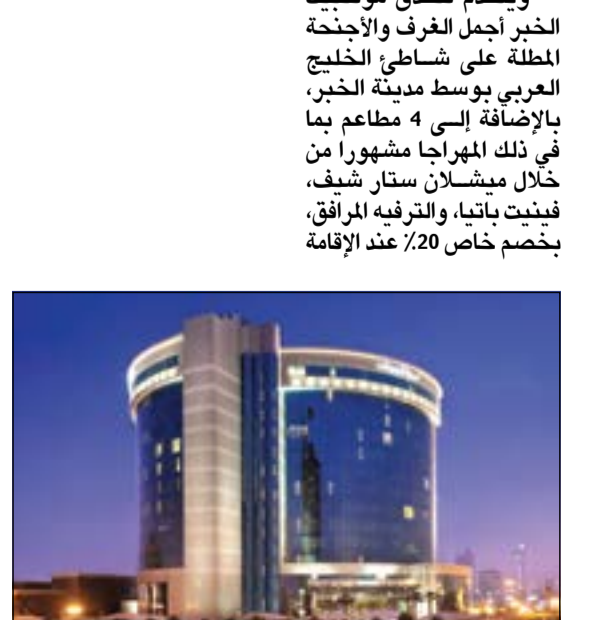 الخبر أجمل الغرف والأجنحة
المطلة على شاطئ الخليج
العربي بوسط مدينة الخبر،
بالإضافة إلى 4 مطاعم بما
في ذلك المهراجا مشهورا من
خلال ميشلان ستار شيف،
فينيت باتيا، والترفيه المرافق،
بخصم خاص 20٪ عند الإقامة